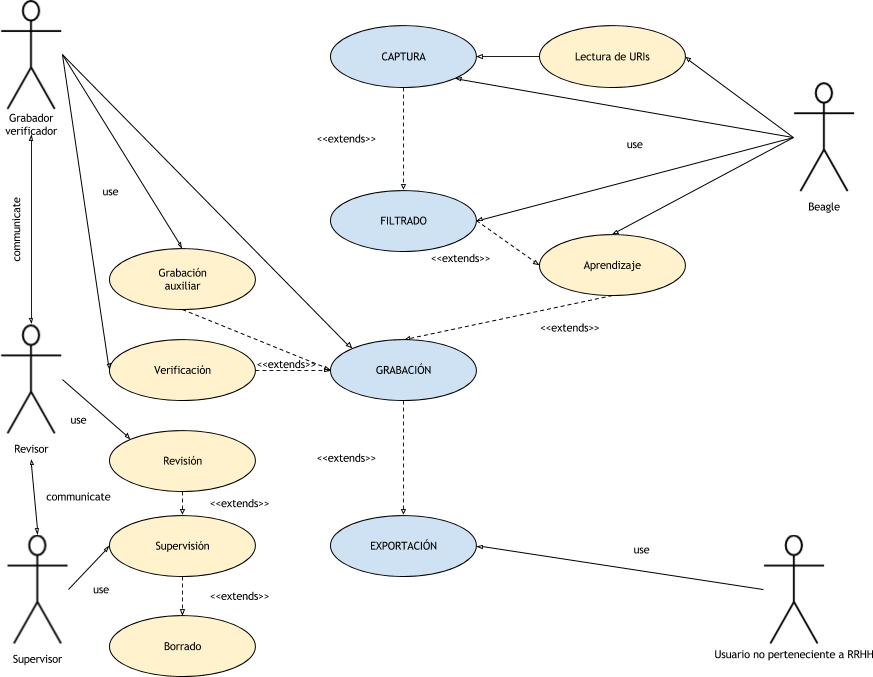 CAPTURA
Lectura de URIs
Grabador
verificador
<<extends>>
use
use
communicate
Beagle
FILTRADO
<<extends>>
Aprendizaje
Grabación
auxiliar
<<extends>>
Verificación
<<extends>>
GRABACIÓN
use
Revisor
Revisión
<<extends>>
communicate
<<extends>>
Supervisión
EXPORTACIÓN
use
use
<<extends>>
Borrado
Supervisor
Usuario no perteneciente a RRHH